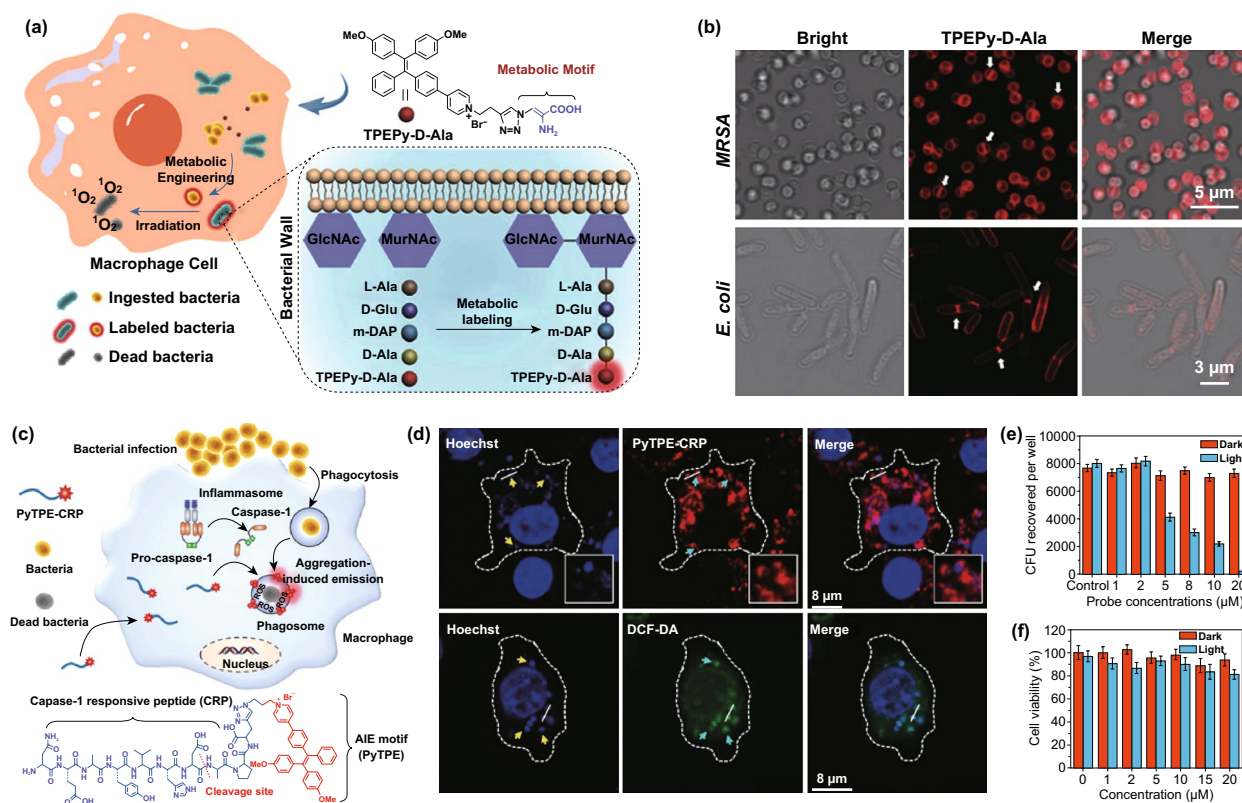 (a)
OMe
MeO
Metabolic Motif
COOH
N
N
+
Br−
N=N
NH2
||
TPEPy-D-Ala
Metabolic
Engineering
1O2
1O2
1O2
Irradiation
Macrophage Cell
Ingested bacteria
Labeled bacteria
Dead bacteria
Bacterial Wall
GlcNAc
MurNAc
GlcNAc
MurNAc
L-Ala
D-Glu
m-DAP
D-Ala
TPEPy-D-Ala
Metabolic
labeling
L-Ala
D-Glu
m-DAP
D-Ala
TPEPy-D-Ala
(b)
Bright
TPEPy-D-Ala
Merge
MRSA
5 μm
E. coli
3 μm
(c)
Bacterial infection
Phagocytosis
PyTPE-CRP
Inflammasome
Caspase-1
Pro-caspase-1
Bacteria
Aggregation-
induced emission
Dead bacteria
ROS
ROS
ROS
Phagosome
Macrophage
Nucleus
Capase-1 responsive peptide (CRP)
Br−
AIE motif
(PyTPE)
MeO
OMe
Cleavage site
(d)
Hoechst
PyTPE-CRP
Merge
8 μm
Hoechst
DCF-DA
Merge
8 μm
(e)
CFU recovered per well
10000
8000
6000
4000
2000
0
Dark
Light
Control 1 2 5 8 10 20
Probe concentrations (μM)
(f)
Cell viability (%)
120
100
80
60
40
20
0
Dark
Light
0 1 2 5 10 15 20
Concentration (μM)